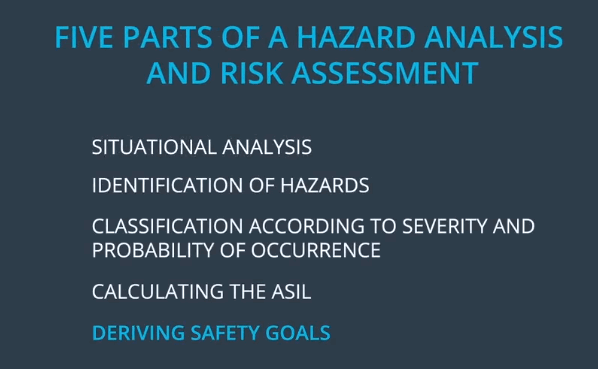 FIVE PARTS OF A HAZARD ANALYSIS
AND RISK ASSESSMENT
SITUATIONAL ANALYSIS
IDENTIFICATION OF HAZARDS
CLASSIFICATION ACCORDING TO SEVERITY AND
PROBABILITY OF OCCURRENCE
CALCULATING THE ASIL
DERIVING SAFETY GOALS